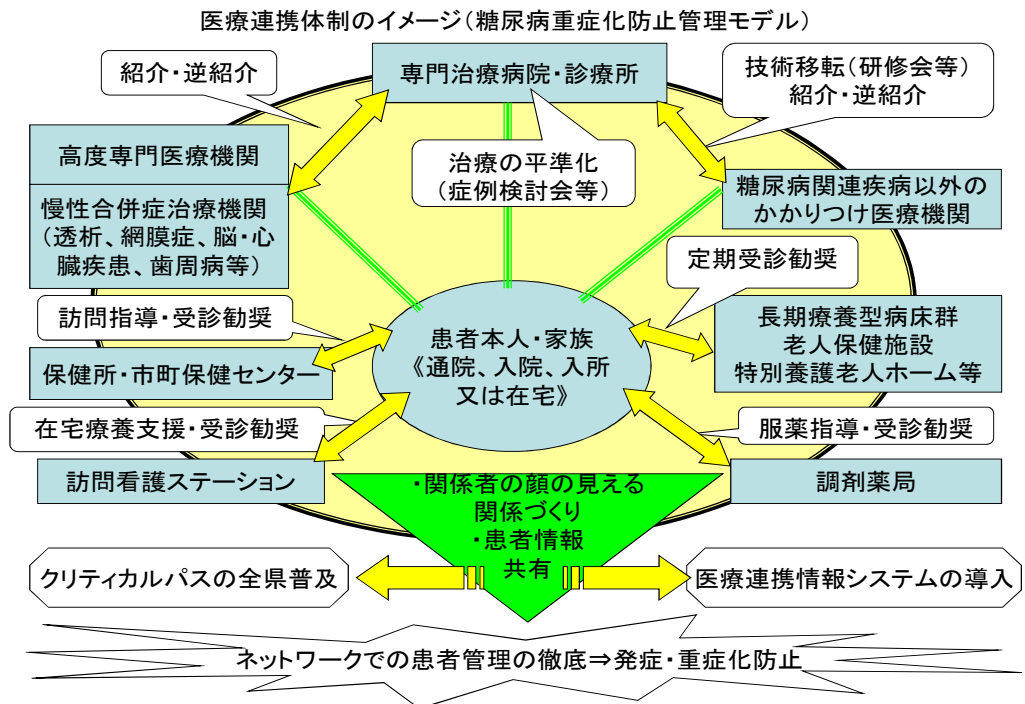 医療連携体制のイメージ(糖尿病重症化防止管理モデル)
紹介・逆紹介
専門治療病院・診療所
技術移転(研修会等)
紹介・逆紹介
高度専門医療機関
治療の平準化
(症例検討会等)
慢性合併症治療機関
(透析、網膜症、脳・心
臓疾患、歯周病等)
糖尿病関連疾病以外の
かかりつけ医療機関
定期受診勧奨
訪問指導・受診勧奨
患者本人・家族
《通院、入院、入所
又は在宅》
長期療養型病床群
老人保健施設
特別養護老人ホーム等
保健所・市町保健センター
在宅療養支援・受診勧奨
服薬指導・受診勧奨
訪問看護ステーション
・関係者の顔の見える
関係づくり
・患者情報
共有
調剤薬局
クリティカルパスの全県普及
医療連携情報システムの導入
ネットワークでの患者管理の徹底⇒発症・重症化防止